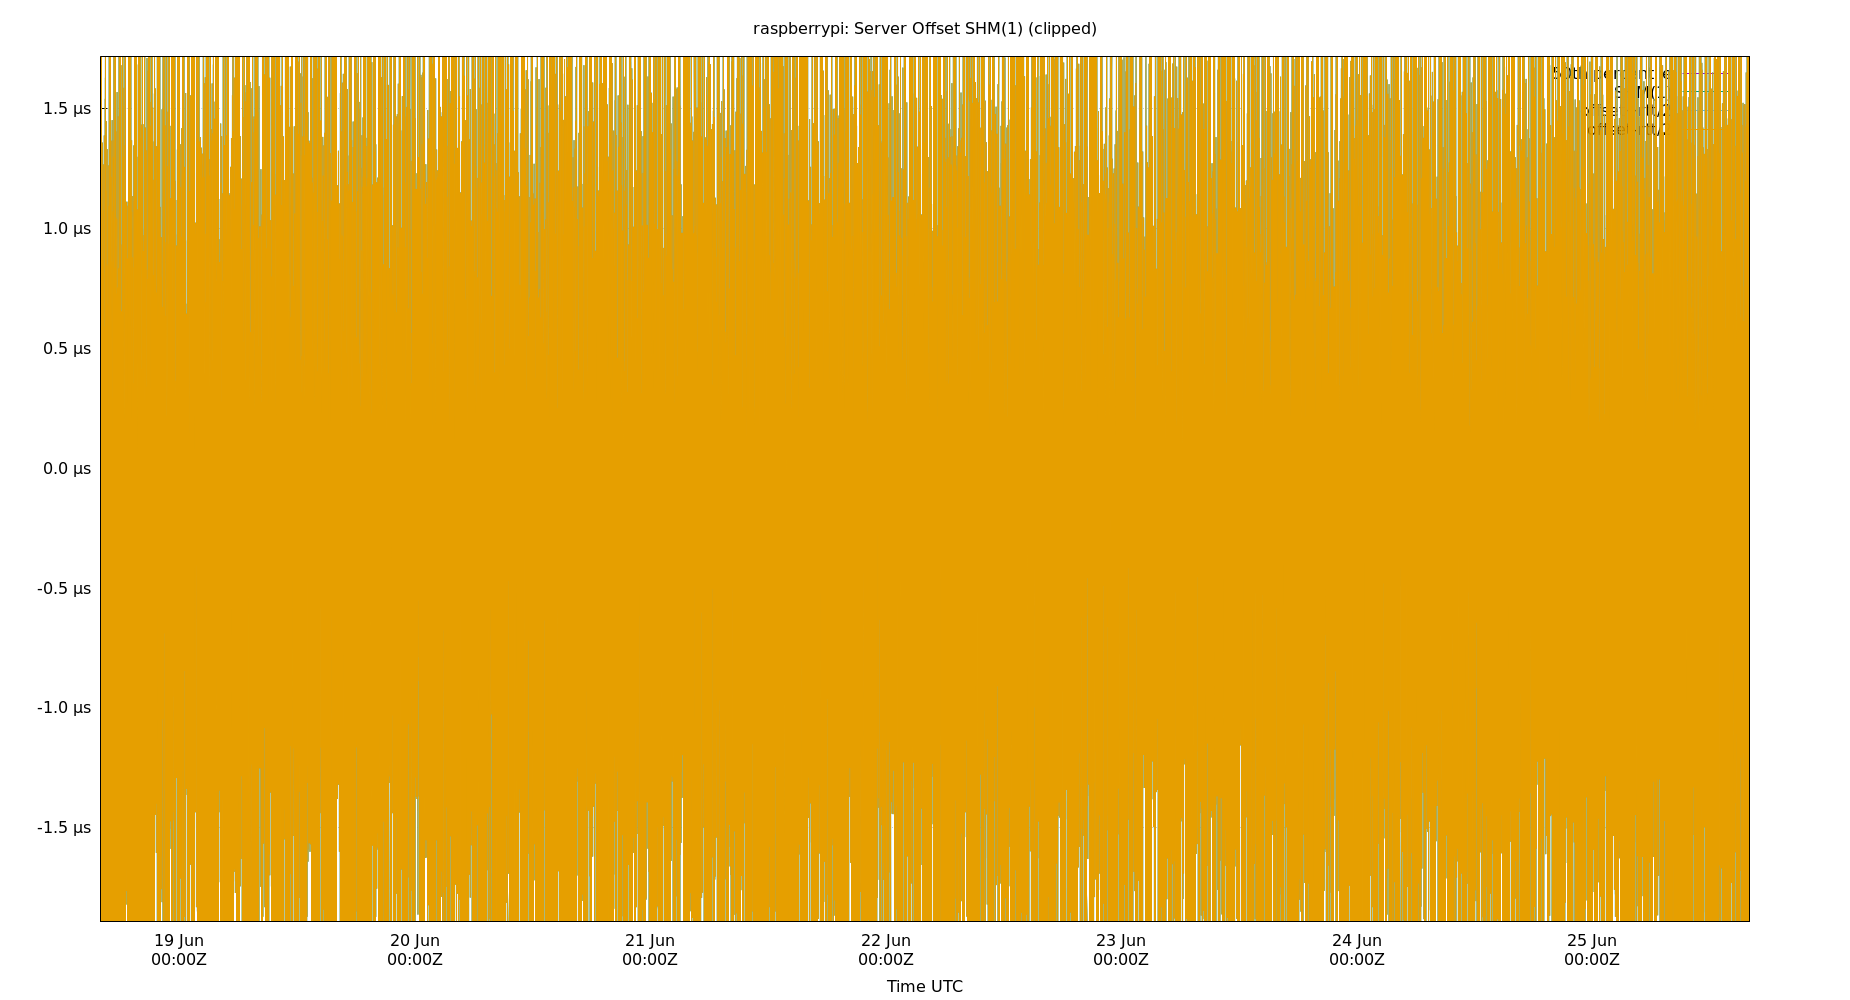 raspberrypi: Server Offset SHM(1) (clipped)
1.5 µs
1.0 µs
0.5 µs
0.0 µs
-0.5 µs
-1.0 µs
-1.5 µs
19 Jun 20 Jun 21 Jun 22 Jun 23 Jun 24 Jun 25 Jun
00:00Z 00:00Z 00:00Z 00:00Z 00:00Z 00:00Z 00:00Z
Time UTC